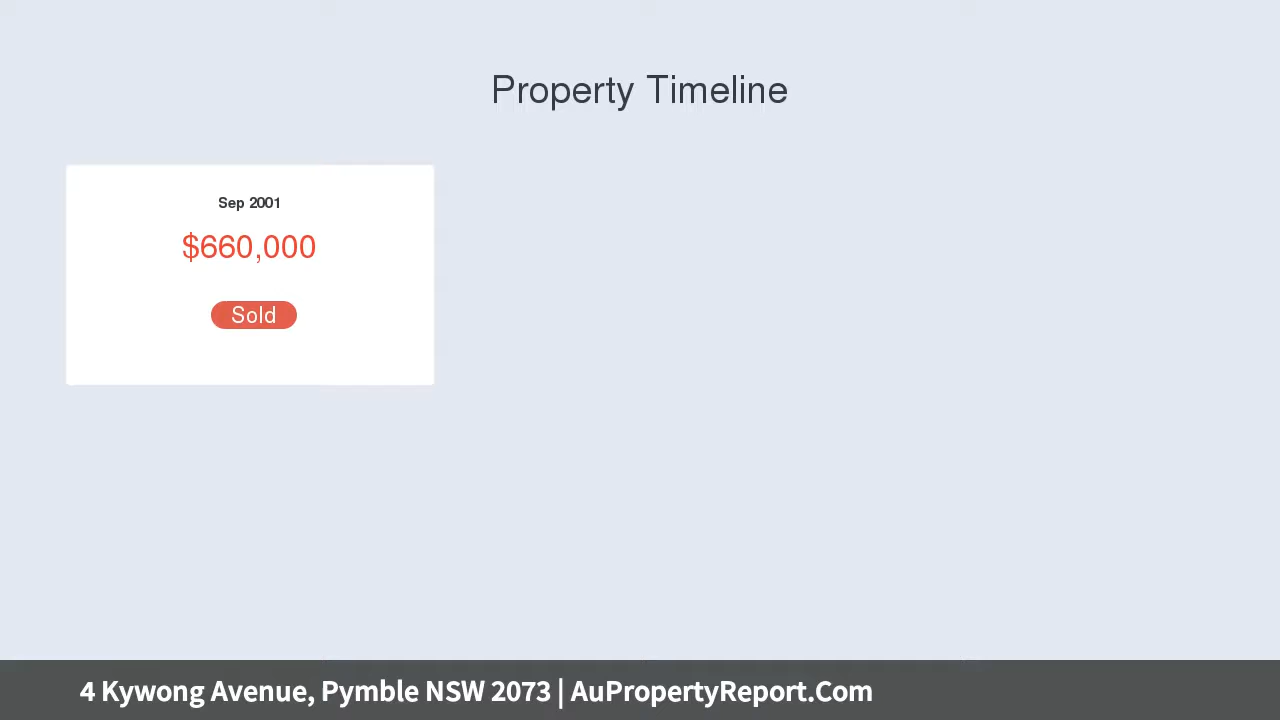 Property Timeline
Sep 2001
$660,000
Sold
4 Kywong Avenue, Pymble NSW 2073 | AuPropertyReport.Com